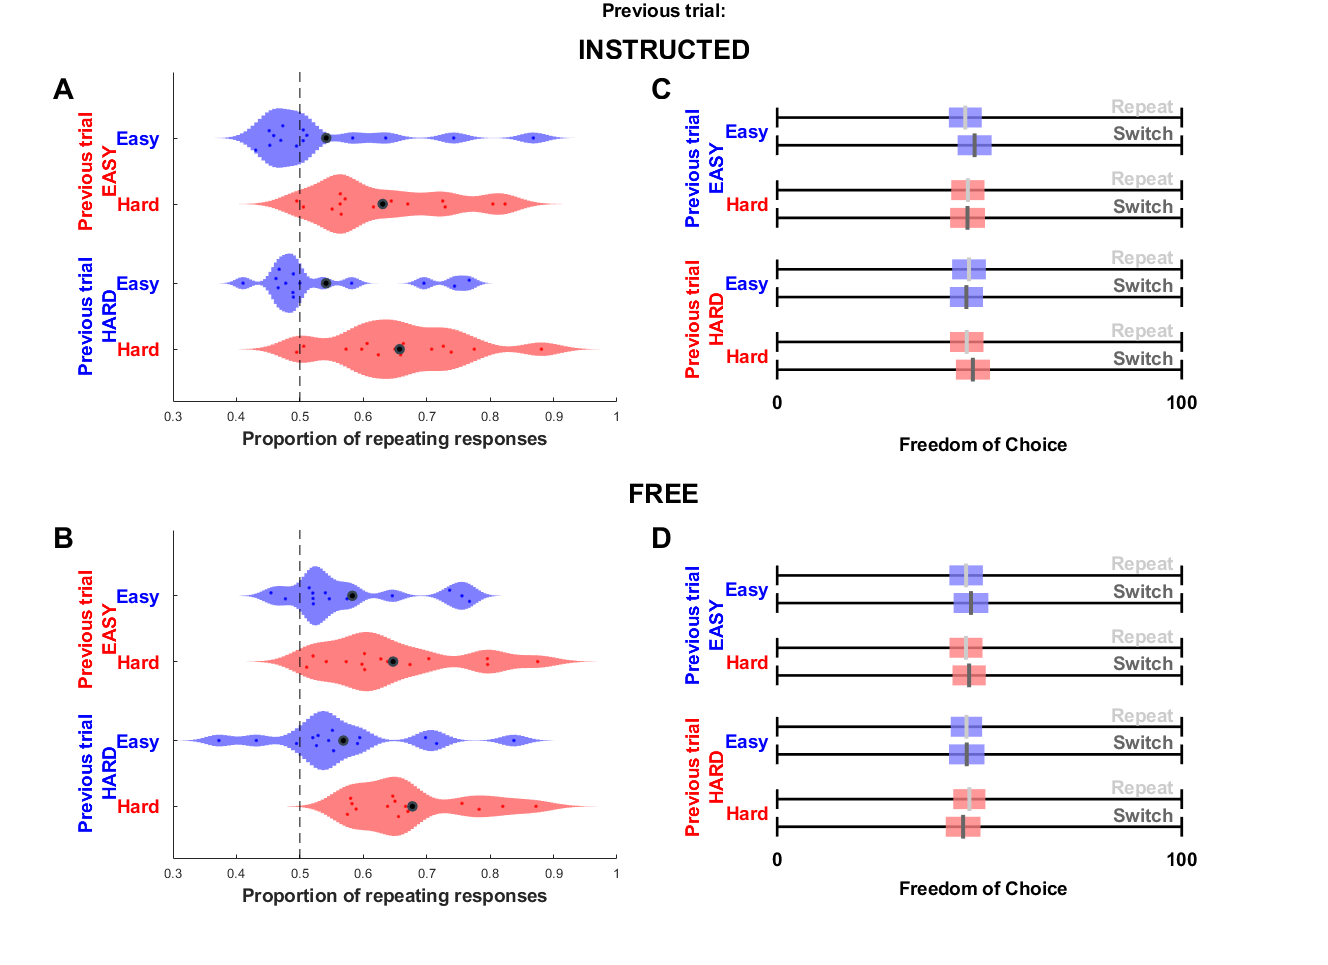 Previous trial:
INSTRUCTED
A
Previous trial
EASY
Easy
Hard
Previous trial
HARD
Easy
Hard
0.3 0.4 0.5 0.6 0.7 0.8 0.9 1
Proportion of repeating responses
C
Previous trial
EASY
Easy
Repeat
Switch
Hard
Repeat
Switch
Previous trial
HARD
Easy
Repeat
Switch
Hard
Repeat
Switch
0 100
Freedom of Choice
FREE
B
Previous trial
EASY
Easy
Hard
Previous trial
HARD
Easy
Hard
0.3 0.4 0.5 0.6 0.7 0.8 0.9 1
Proportion of repeating responses
D
Previous trial
EASY
Easy
Repeat
Switch
Hard
Repeat
Switch
Previous trial
HARD
Easy
Repeat
Switch
Hard
Repeat
Switch
0 100
Freedom of Choice